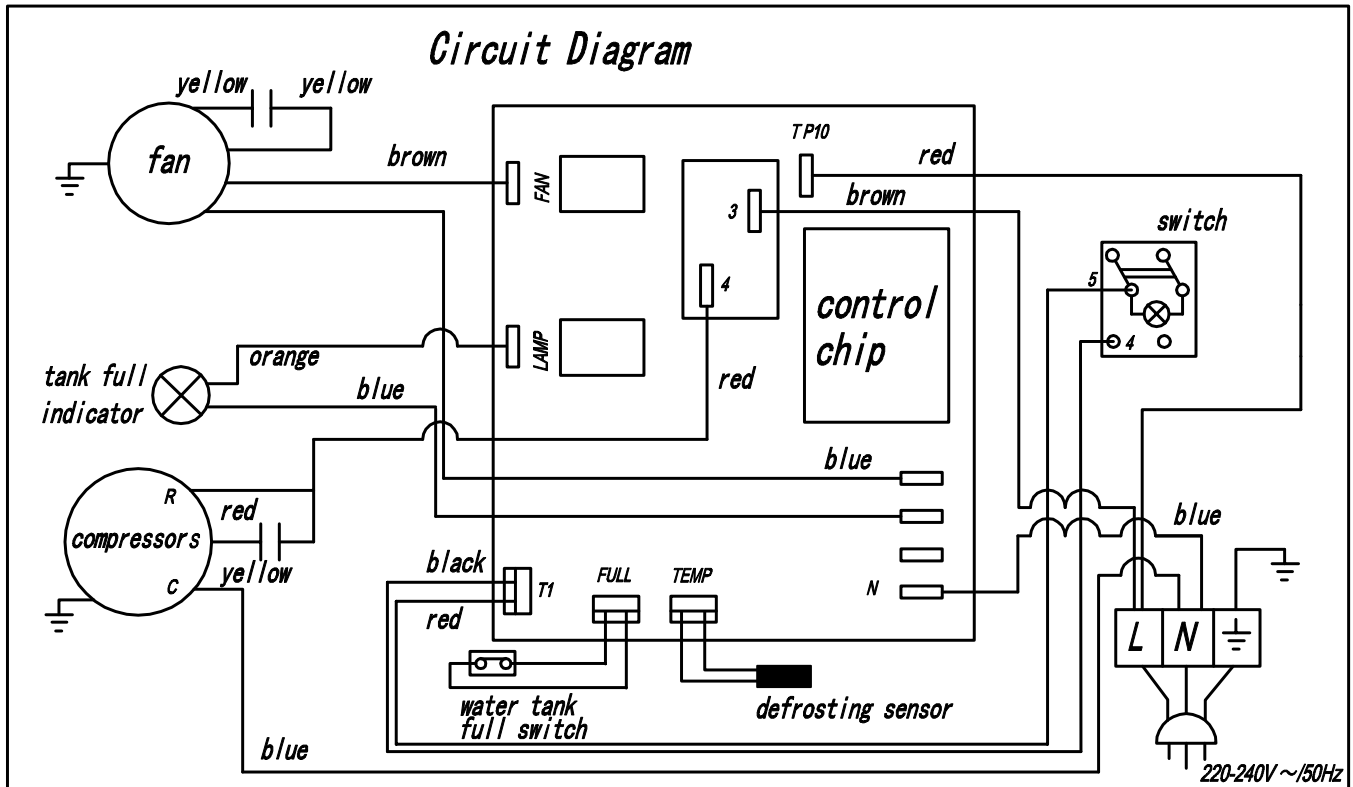 Circuit Diagram
yellow yellow
fan
brown
FAN
TP10
red
brown
3
4
switch
5
4
control
chip
LAMP
orange
tank full
indicator
blue
red
blue
R
red
compressors
yellow
C
black
red
T1
FULL
TEMP
N
blue
L N
water tank
full switch
defrosting sensor
blue
220-240V～/50Hz